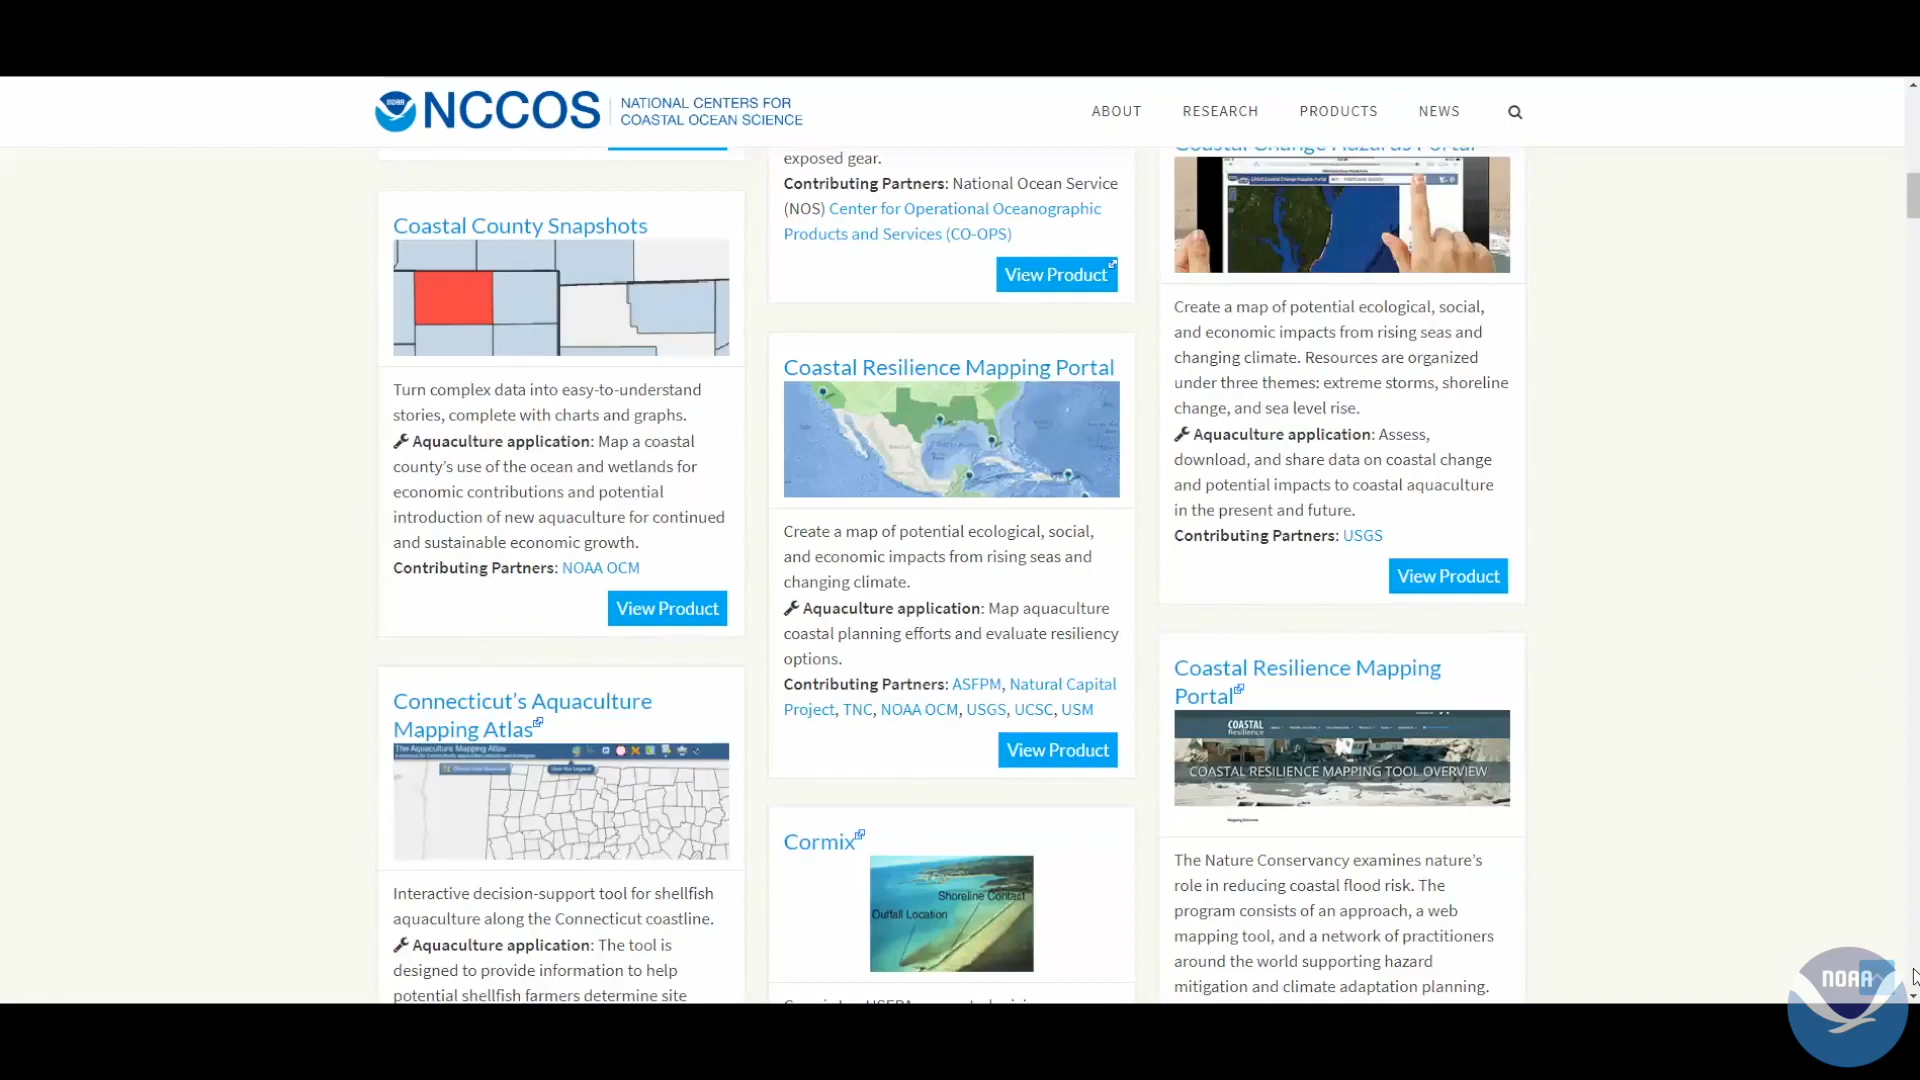 NOAA
NCCOS
NATIONAL CENTERS FOR
COASTAL OCEAN SCIENCE
ABOUT
RESEARCH
PRODUCTS
NEWS
Coastal County Snapshots
Turn complex data into easy-to-understand
stories, complete with charts and graphs.
Aquaculture application: Map a coastal
county’s use of the ocean and wetlands for
economic contributions and potential
introduction of new aquaculture for continued
and sustainable economic growth.
Contributing Partners: NOAA OCM
View Product
Connecticut’s Aquaculture
Mapping Atlas
The Aquaculture Mapping Atlas
Interactive decision-support tool for shellfish
aquaculture along the Connecticut coastline.
Aquaculture application: The tool is
designed to provide information to help
potential shellfish farmers determine site
exposed gear.
Contributing Partners: National Ocean Service
(NOS) Center for Operational Oceanographic
Products and Services (CO-OPS)
View Product
Coastal Resilience Mapping Portal
Create a map of potential ecological, social,
and economic impacts from rising seas and
changing climate.
Aquaculture application: Map aquaculture
coastal planning efforts and evaluate resiliency
options.
Contributing Partners: ASFPM, Natural Capital
Project, TNC, NOAA OCM, USGS, UCSC, USM
View Product
Cormix
Shoreline Contact
Outfall Location
Coastal Change Hazards Portal
Create a map of potential ecological, social,
and economic impacts from rising seas and
changing climate. Resources are organized
under three themes: extreme storms, shoreline
change, and sea level rise.
Aquaculture application: Assess,
download, and share data on coastal change
and potential impacts to coastal aquaculture
in the present and future.
Contributing Partners: USGS
View Product
Coastal Resilience Mapping
Portal
COASTAL
Resilience
COASTAL RESILIENCE MAPPING TOOL OVERVIEW
The Nature Conservancy examines nature’s
role in reducing coastal flood risk. The
program consists of an approach, a web
mapping tool, and a network of practitioners
around the world supporting hazard
mitigation and climate adaptation planning.
NOAA